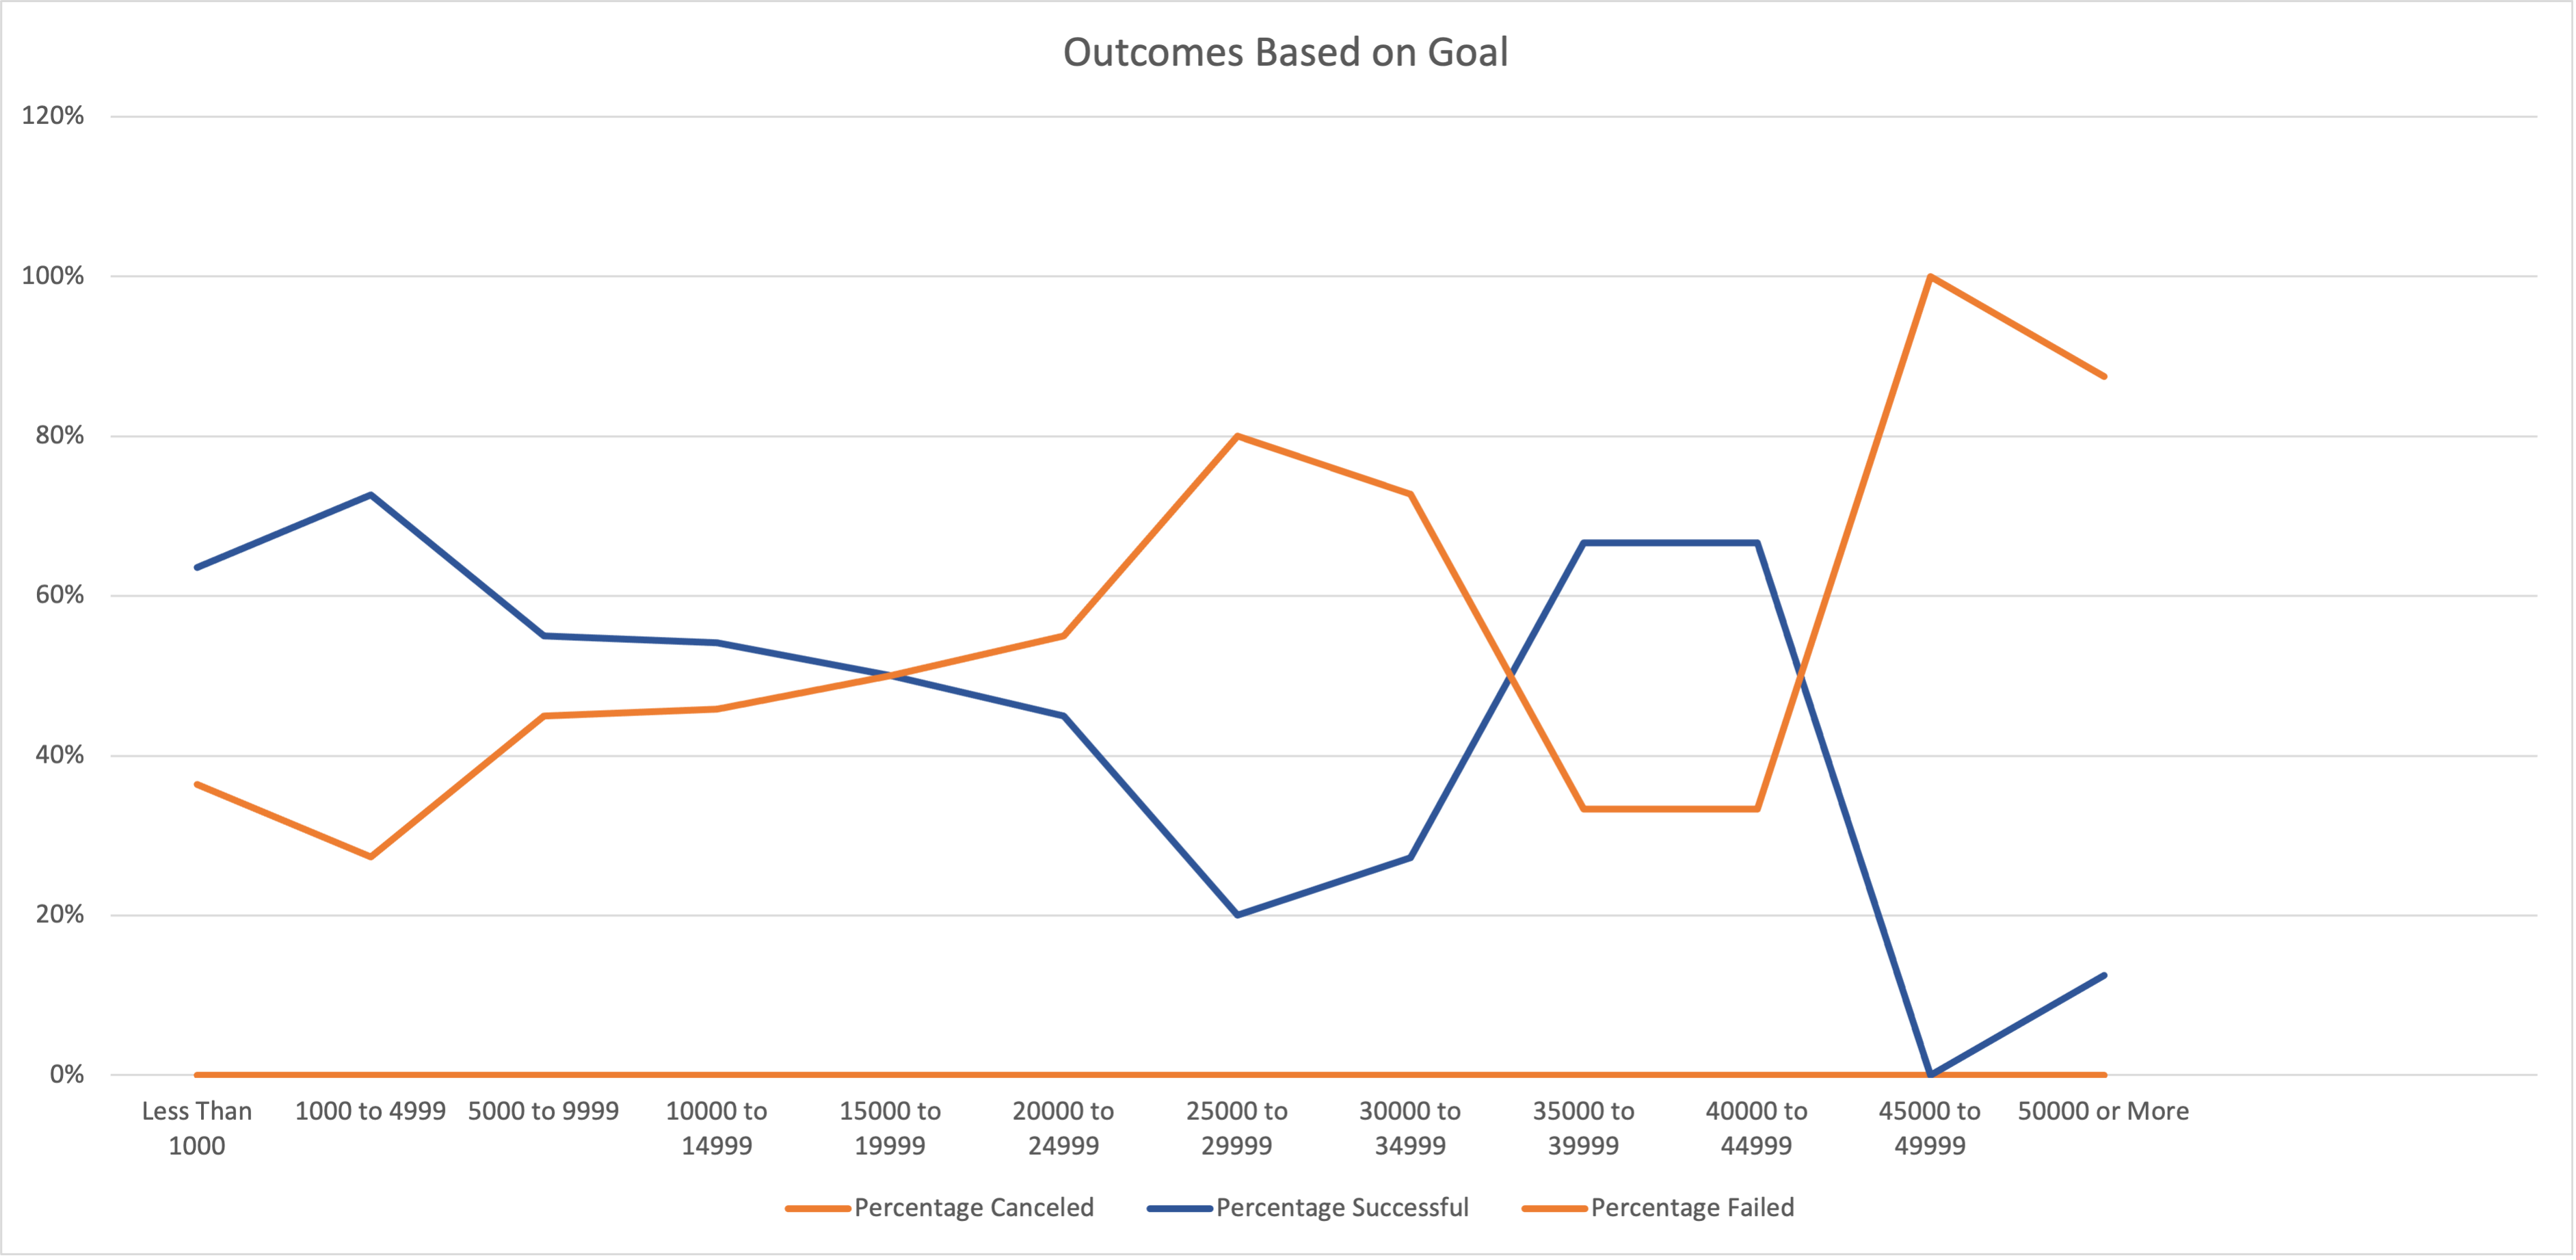 Outcomes Based on Goal
120%
100%
80%
60%
40%
20%
0%
Less Than
1000
1000 to 4999
5000 to 9999
10000 to
14999
15000 to
19999
20000 to
24999
25000 to
29999
30000 to
34999
35000 to
39999
40000 to
44999
45000 to
49999
50000 or More
Percentage Canceled
Percentage Successful
Percentage Failed